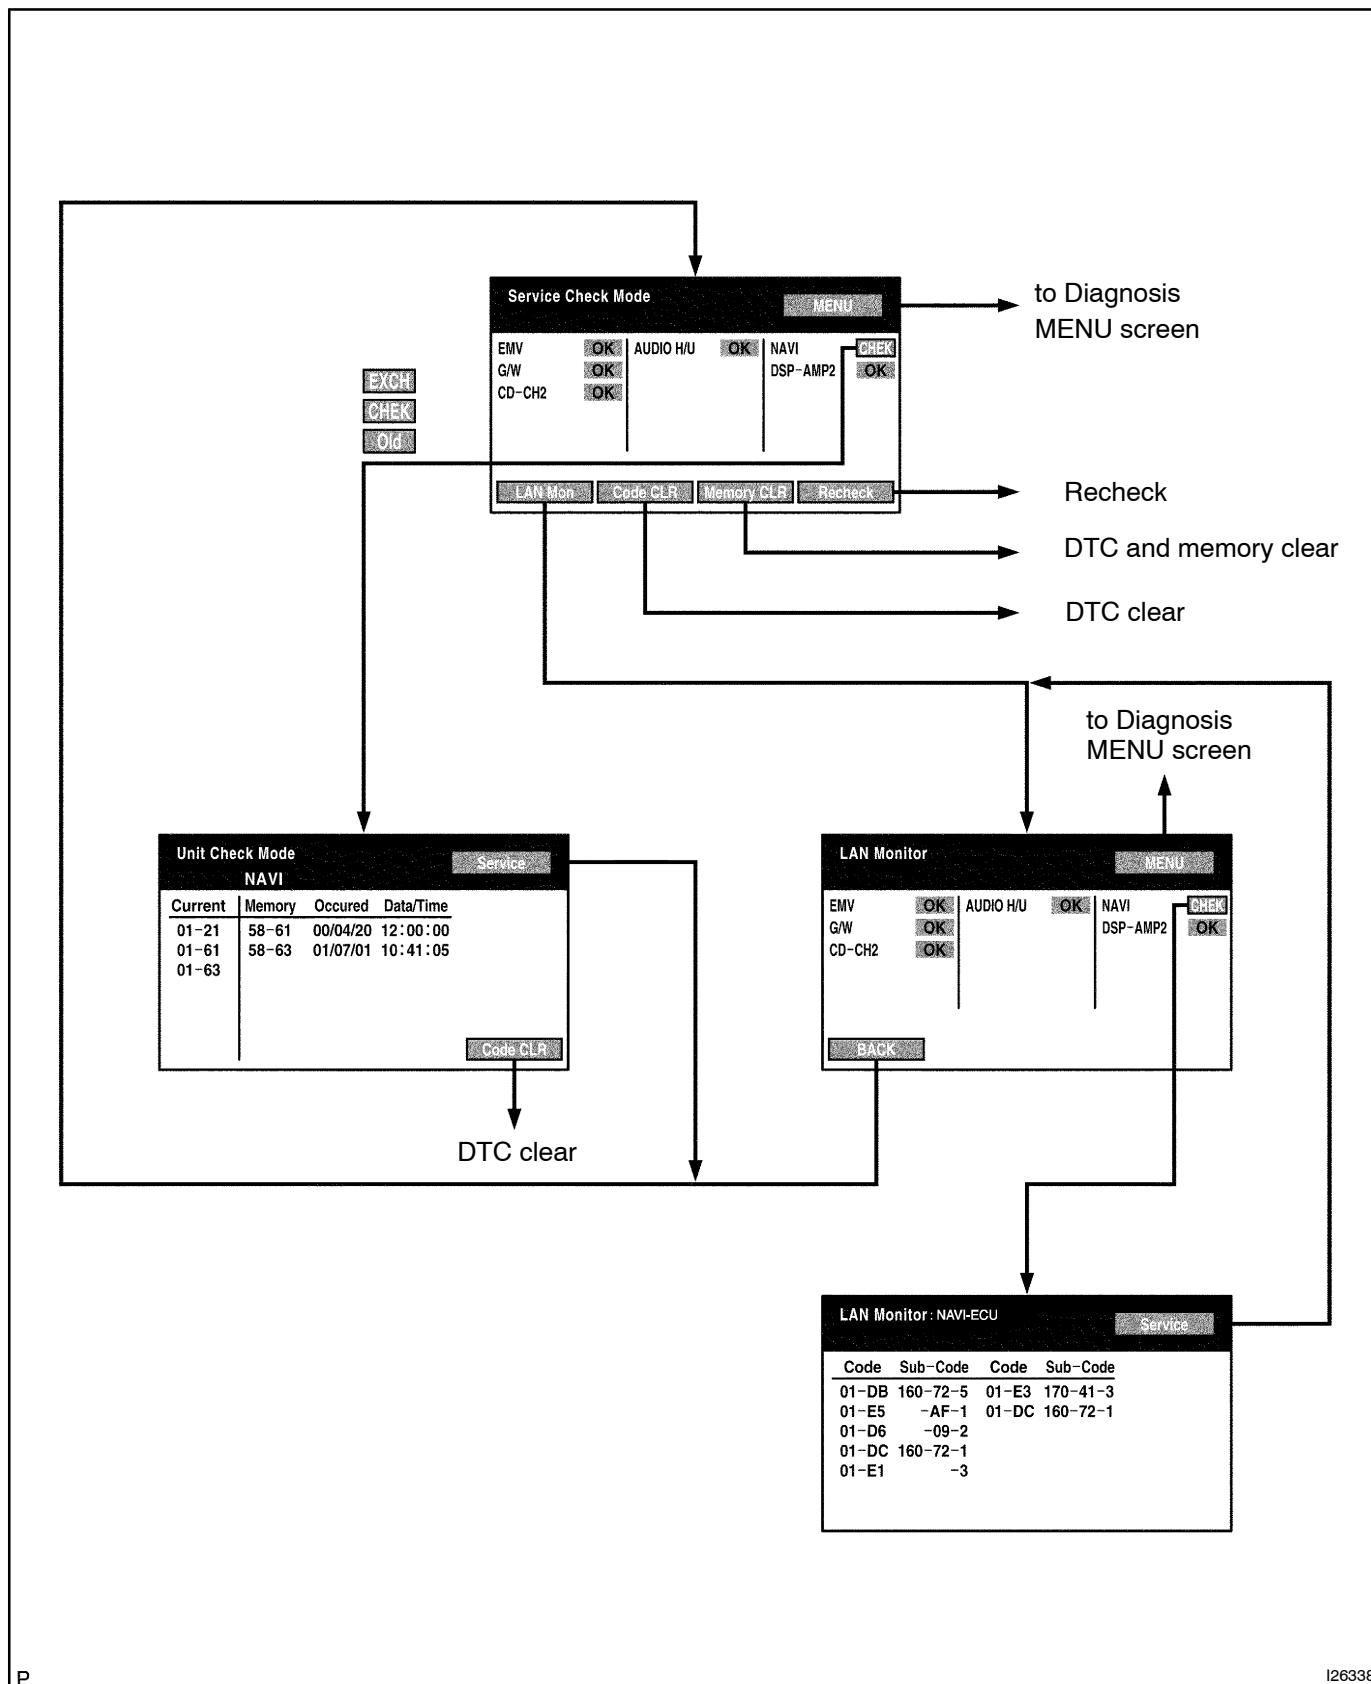 Service Check Mode
MENU
to Diagnosis
MENU screen
EMV OK AUDIO H/U OK NAVI CHEK
G/W OK DSP-AMP2 OK
CD-CH2 OK
EXCH
CHEK
Old
LAN Mon Code CLR Memory CLR Recheck
Recheck
DTC and memory clear
DTC clear
to Diagnosis
MENU screen
Unit Check Mode
NAVI
Service
Current Memory Occured Data/Time
01-21 58-61 00/04/20 12:00:00
01-61 58-63 01/07/01 10:41:05
01-63
Code CLR
DTC clear
LAN Monitor
MENU
EMV OK AUDIO H/U OK NAVI CHEK
G/W OK DSP-AMP2 OK
CD-CH2 OK
BACK
LAN Monitor: NAVI-ECU
Service
Code Sub-Code Code Sub-Code
01-DB 160-72-5 01-E3 170-41-3
01-E5 -AF-1 01-DC 160-72-1
01-D6 -09-2
01-DC 160-72-1
01-E1 -3
P
I26338